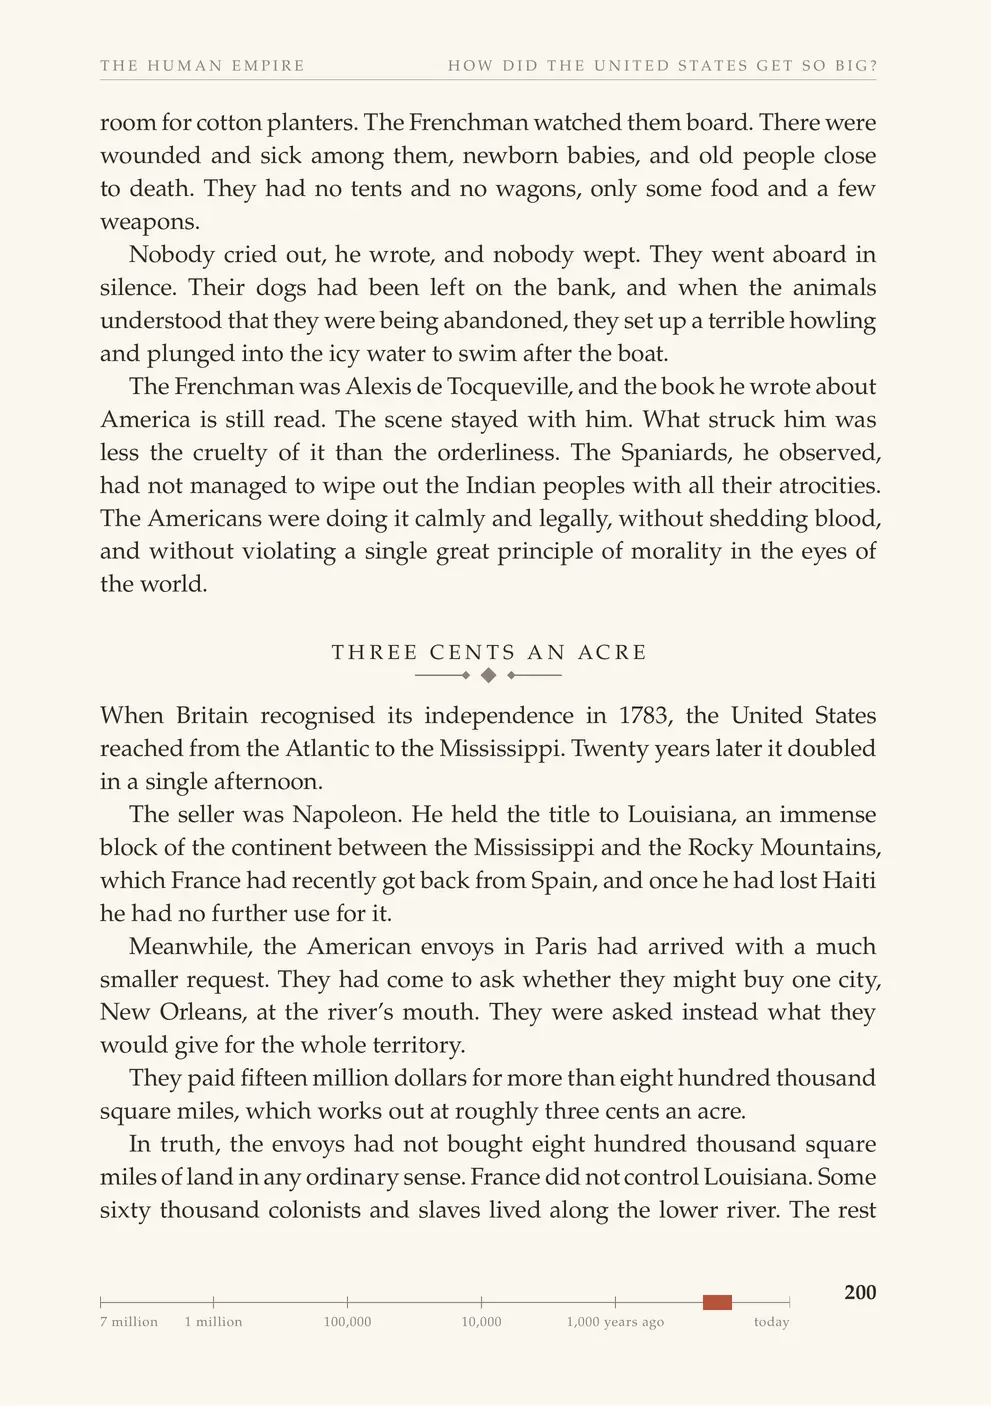 THE HUMAN EMPIRE
HOW DID THE UNITED STATES GET SO BIG?
room for cotton planters. The Frenchman watched them board. There were
wounded and sick among them, newborn babies, and old people close
to death. They had no tents and no wagons, only some food and a few
weapons.
Nobody cried out, he wrote, and nobody wept. They went aboard in
silence. Their dogs had been left on the bank, and when the animals
understood that they were being abandoned, they set up a terrible howling
and plunged into the icy water to swim after the boat.
The Frenchman was Alexis de Tocqueville, and the book he wrote about
America is still read. The scene stayed with him. What struck him was
less the cruelty of it than the orderliness. The Spaniards, he observed,
had not managed to wipe out the Indian peoples with all their atrocities.
The Americans were doing it calmly and legally, without shedding blood,
and without violating a single great principle of morality in the eyes of
the world.
THREE CENTS AN ACRE
When Britain recognised its independence in 1783, the United States
reached from the Atlantic to the Mississippi. Twenty years later it doubled
in a single afternoon.
The seller was Napoleon. He held the title to Louisiana, an immense
block of the continent between the Mississippi and the Rocky Mountains,
which France had recently got back from Spain, and once he had lost Haiti
he had no further use for it.
Meanwhile, the American envoys in Paris had arrived with a much
smaller request. They had come to ask whether they might buy one city,
New Orleans, at the river’s mouth. They were asked instead what they
would give for the whole territory.
They paid fifteen million dollars for more than eight hundred thousand
square miles, which works out at roughly three cents an acre.
In truth, the envoys had not bought eight hundred thousand square
miles of land in any ordinary sense. France did not control Louisiana. Some
sixty thousand colonists and slaves lived along the lower river. The rest
200
7 million 1 million 100,000 10,000 1,000 years ago today